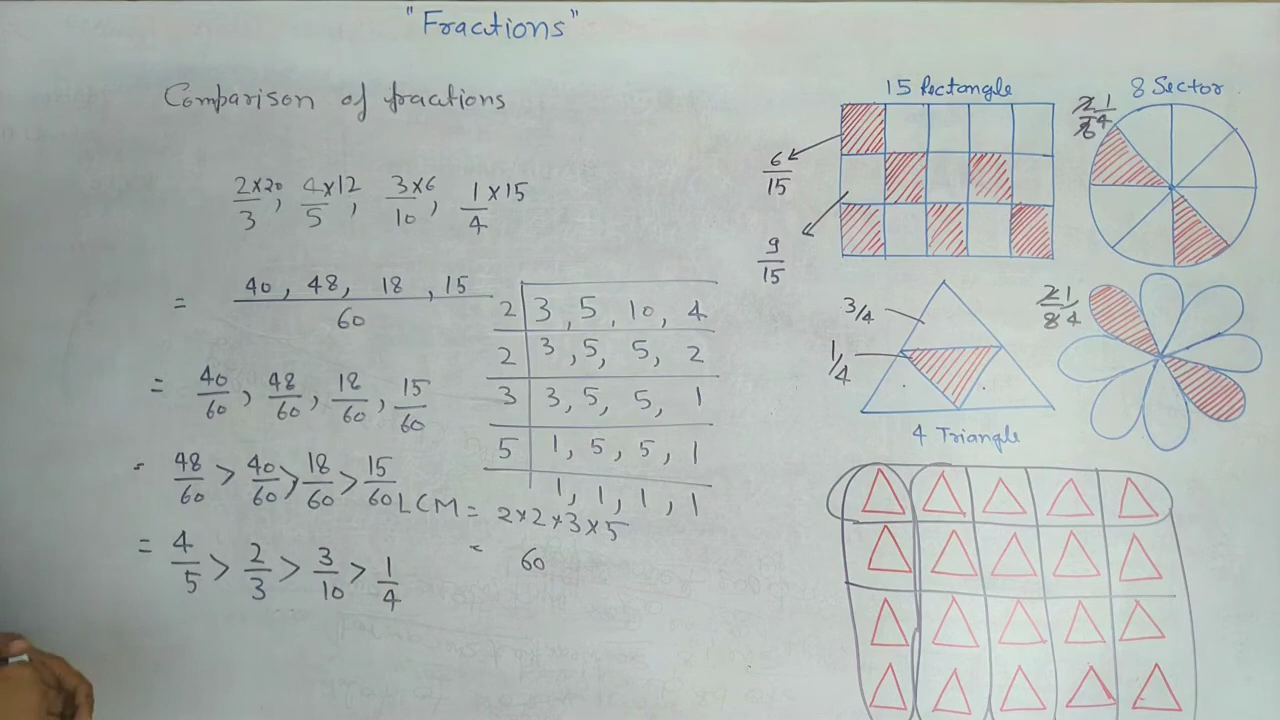 "Fractions"
Comparison of fractions
2×20/3, 4×12/5, 3×6/10, 1×15/4
= 40, 48, 18, 15 / 60
= 40/60, 48/60, 18/60, 15/60
= 48/60 > 40/60 > 18/60 > 15/60
= 4/5 > 2/3 > 3/10 > 1/4
2 | 3, 5, 10, 4
2 | 3, 5, 5, 2
3 | 3, 5, 5, 1
5 | 1, 5, 5, 1
1, 1, 1, 1
LCM = 2×2×3×5
= 60
15 Rectangle
6/15
9/15
8 Sector
2/8 1/4
3/4
1/4
4 Triangle
2/8 1/4